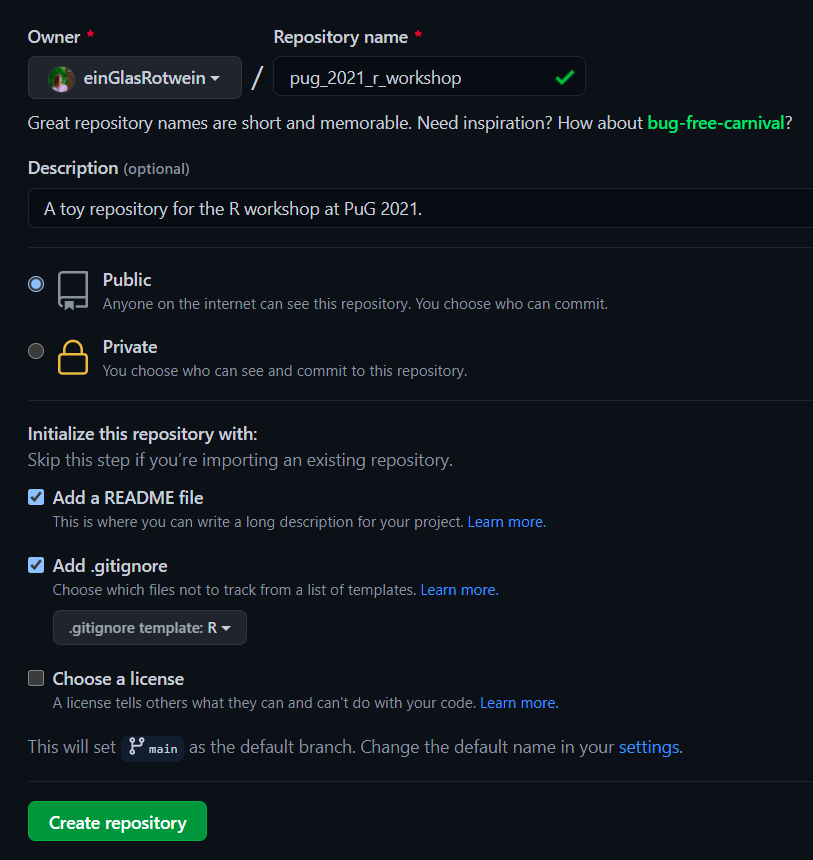 Owner * Repository name *
einGlasRotwein / pug_2021_r_workshop
Great repository names are short and memorable. Need inspiration? How about bug-free-carnival?
Description (optional)
A toy repository for the R workshop at PuG 2021.
Public
Anyone on the internet can see this repository. You choose who can commit.
Private
You choose who can see and commit to this repository.
Initialize this repository with:
Skip this step if you’re importing an existing repository.
Add a README file
This is where you can write a long description for your project. Learn more.
Add .gitignore
Choose which files not to track from a list of templates. Learn more.
.gitignore template: R
Choose a license
A license tells others what they can and can't do with your code. Learn more.
This will set main as the default branch. Change the default name in your settings.
Create repository